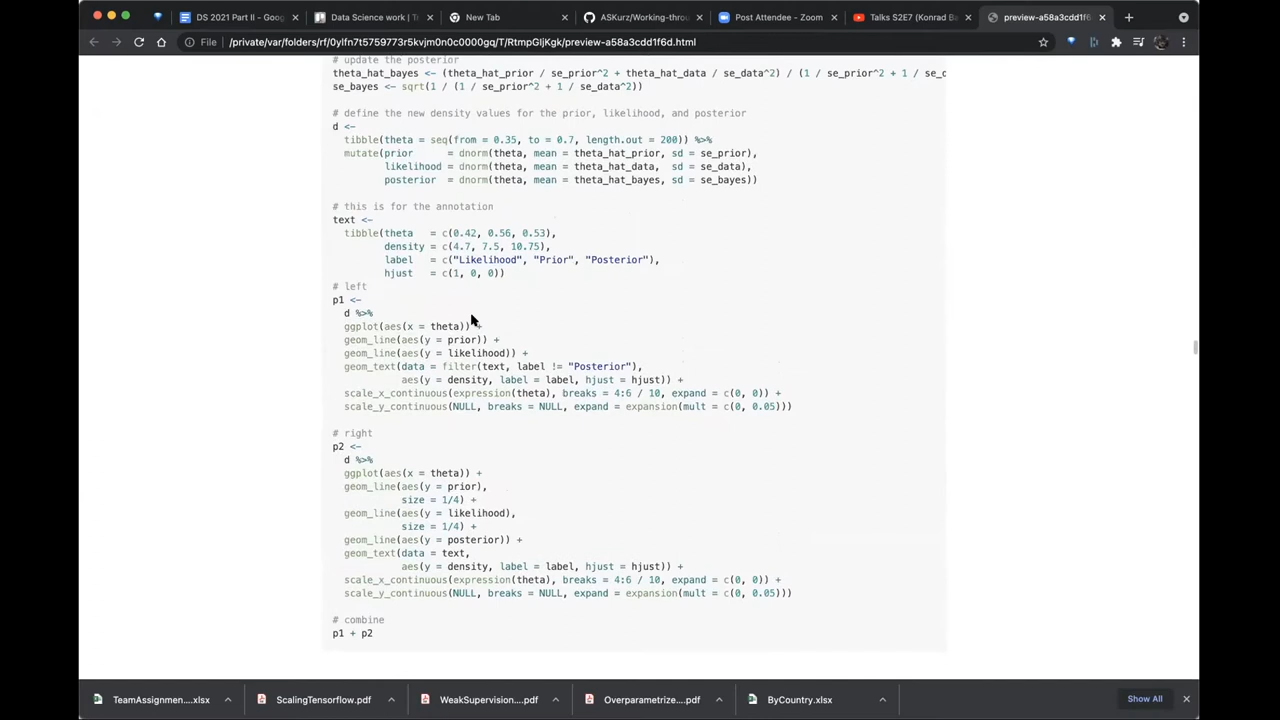 DS 2021 Part II - Goog
Data Science work | T
New Tab
ASKurz/Working-throu
Post Attendee - Zoom
Talks S2E7 (Konrad Ba
preview-a58a3cdd1f6d.html
File
/private/var/folders/rf/0ylfn7t5759773r5kvjm0n0c0000gq/T/RtmpGIjKgk/preview-a58a3cdd1f6d.html
# update the posterior
theta_hat_bayes <- (theta_hat_prior / se_prior^2 + theta_hat_data / se_data^2) / (1 / se_prior^2 + 1 / se_d
se_bayes <- sqrt(1 / (1 / se_prior^2 + 1 / se_data^2))
# define the new density values for the prior, likelihood, and posterior
d <-
tibble(theta = seq(from = 0.35, to = 0.7, length.out = 200)) %>%
mutate(prior      = dnorm(theta, mean = theta_hat_prior, sd = se_prior),
likelihood = dnorm(theta, mean = theta_hat_data,  sd = se_data),
posterior  = dnorm(theta, mean = theta_hat_bayes, sd = se_bayes))
# this is for the annotation
text <-
tibble(theta   = c(0.42, 0.56, 0.53),
density = c(4.7, 7.5, 10.75),
label   = c("Likelihood", "Prior", "Posterior"),
hjust   = c(1, 0, 0))
# left
p1 <-
d %>%
ggplot(aes(x = theta)) +
geom_line(aes(y = prior)) +
geom_line(aes(y = likelihood)) +
geom_text(data = filter(text, label != "Posterior"),
aes(y = density, label = label, hjust = hjust)) +
scale_x_continuous(expression(theta), breaks = 4:6 / 10, expand = c(0, 0)) +
scale_y_continuous(NULL, breaks = NULL, expand = expansion(mult = c(0, 0.05)))
# right
p2 <-
d %>%
ggplot(aes(x = theta)) +
geom_line(aes(y = prior),
size = 1/4) +
geom_line(aes(y = likelihood),
size = 1/4) +
geom_line(aes(y = posterior)) +
geom_text(data = text,
aes(y = density, label = label, hjust = hjust)) +
scale_x_continuous(expression(theta), breaks = 4:6 / 10, expand = c(0, 0)) +
scale_y_continuous(NULL, breaks = NULL, expand = expansion(mult = c(0, 0.05)))
# combine
p1 + p2
TeamAssignmen....xlsx
ScalingTensorflow.pdf
WeakSupervision....pdf
Overparametrize....pdf
ByCountry.xlsx
Show All